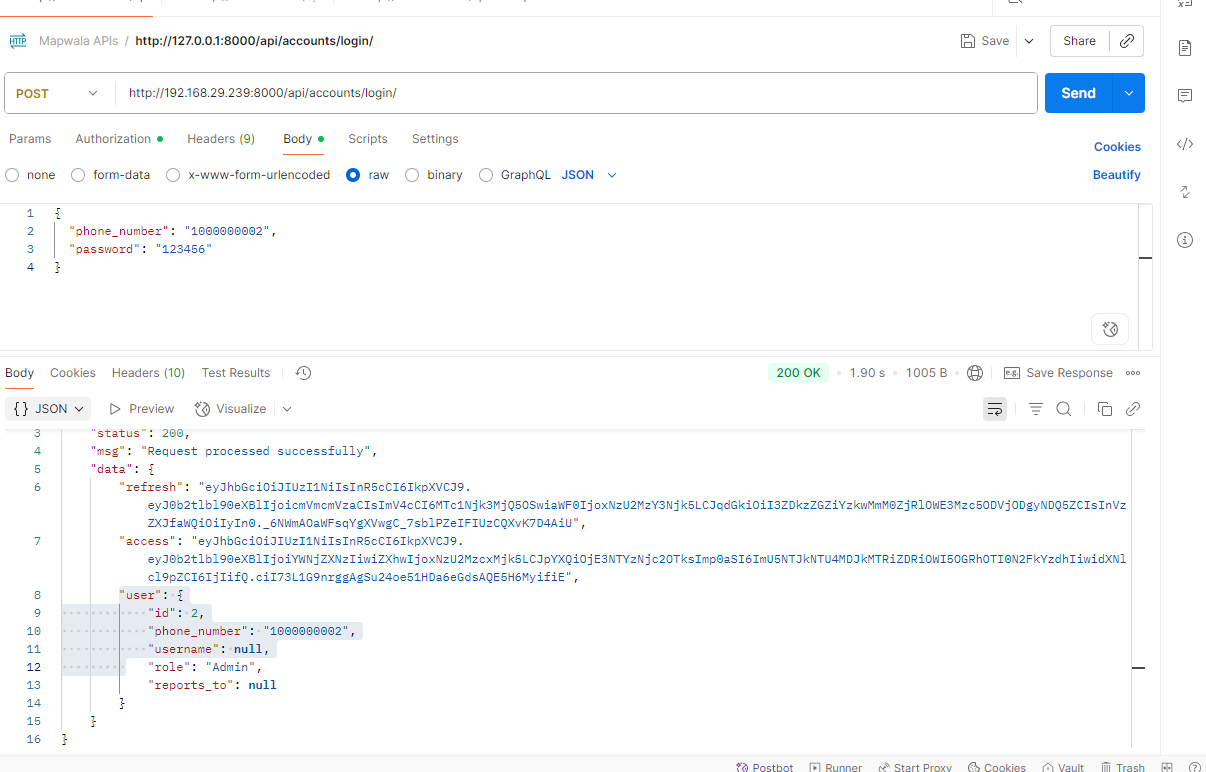 HTTP Mapwala APIs / http://127.0.0.1:8000/api/accounts/login/ Save Share
POST http://192.168.29.239:8000/api/accounts/login/ Send
Params Authorization Headers (9) Body Scripts Settings Cookies
none form-data x-www-form-urlencoded raw binary GraphQL JSON Beautify
1 {
2 "phone_number": "1000000002",
3 "password": "123456"
4 }
Body Cookies Headers (10) Test Results 200 OK 1.90 s 1005 B e.g. Save Response
{} JSON Preview Visualize
3 "status": 200,
4 "msg": "Request processed successfully",
5 "data": {
6 "refresh": "eyJhbGciOiJIUzI1NiIsInR5cCI6IkpXVCJ9.
7 "access": "eyJhbGciOiJIUzI1NiIsInR5cCI6IkpXVCJ9.
8 "user": {
9 "id": 2,
10 "phone_number": "1000000002",
11 "username": null,
12 "role": "Admin",
13 "reports_to": null
14 }
15 }
16 }
Postbot Runner Start Proxy Cookies Vault Trash